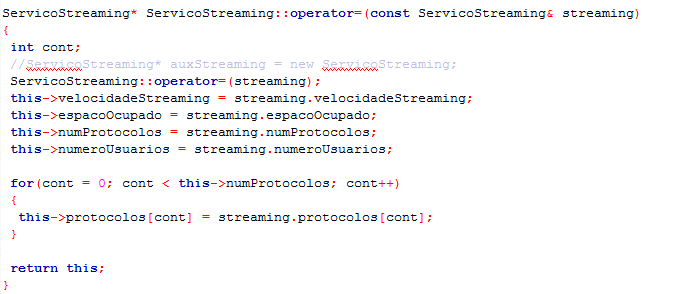 ServicoStreaming* ServicoStreaming::operator=(const ServicoStreaming& streaming)
{
 int cont;
 //ServicoStreaming* auxStreaming = new ServicoStreaming;
 ServicoStreaming::operator=(streaming);
 this->velocidadeStreaming = streaming.velocidadeStreaming;
 this->espacoOcupado = streaming.espacoOcupado;
 this->numProtocolos = streaming.numProtocolos;
 this->numeroUsuarios = streaming.numeroUsuarios;

 for(cont = 0; cont < this->numProtocolos; cont++)
 {
  this->protocolos[cont] = streaming.protocolos[cont];
 }

 return this;
}